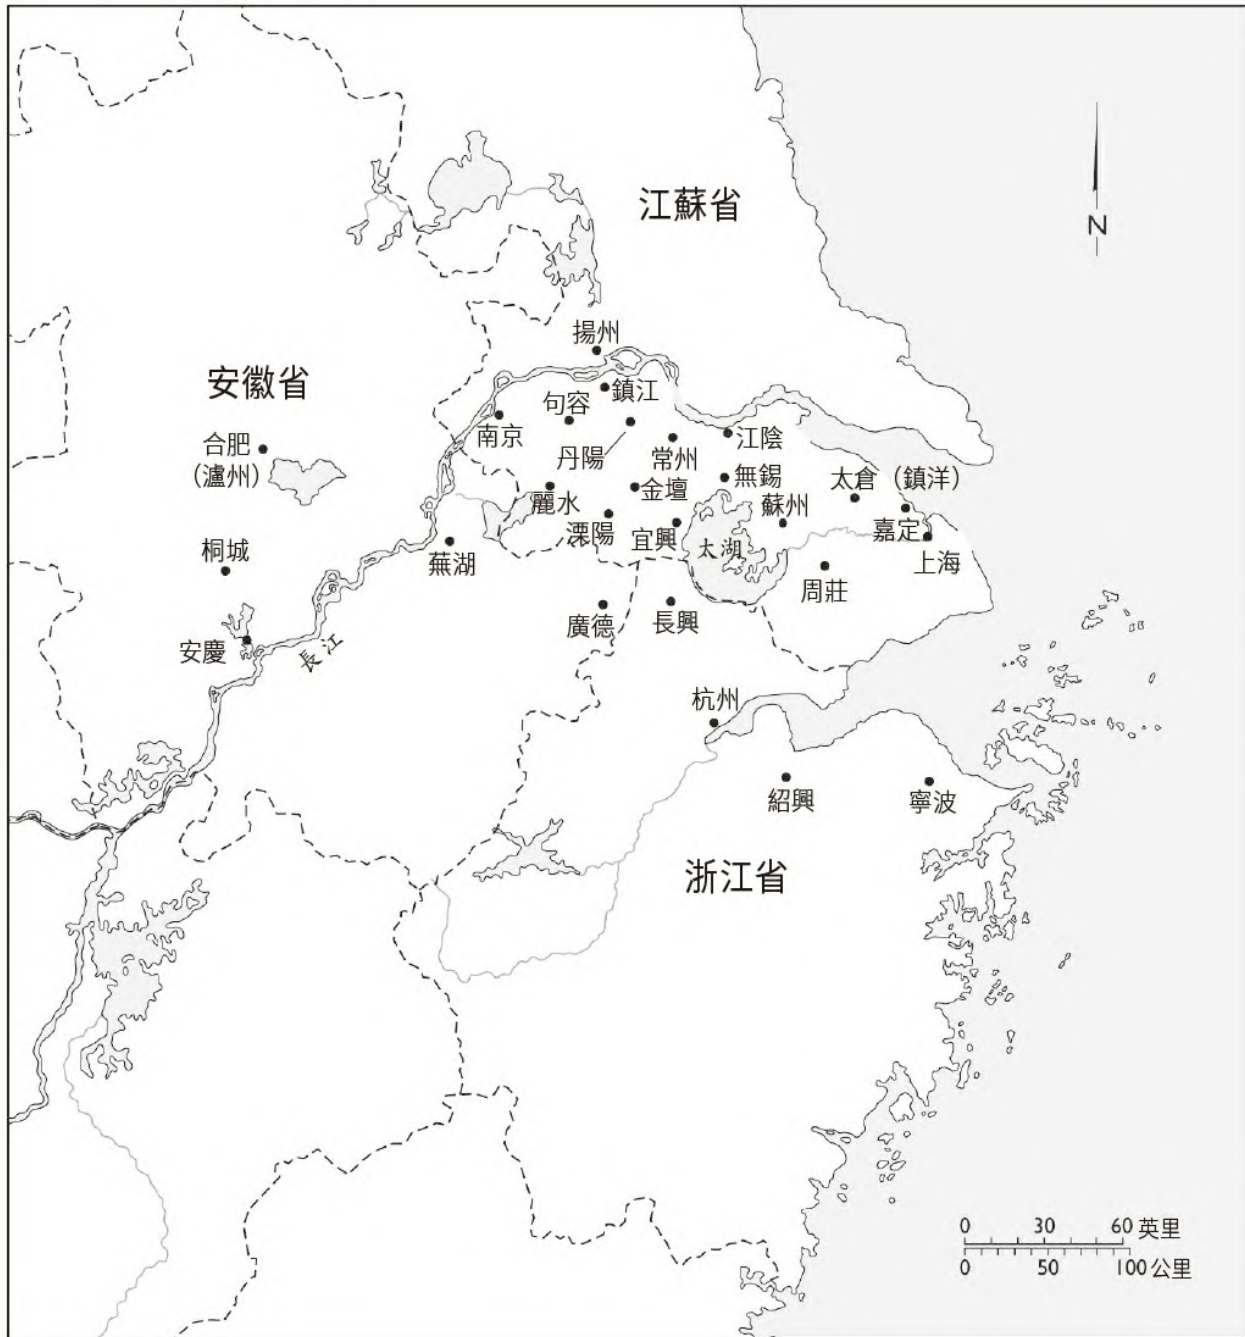 江蘇省
N
揚州
安徽省
鎮江
句容
南京
江陰
合肥
(瀘州)
丹陽
常州
無錫
太倉（鎮洋）
金壇
麗水
蘇州
溧陽
宜興
嘉定
太湖
上海
桐城
蕪湖
周莊
廣德
長興
安慶
長江
杭州
紹興
寧波
浙江省
0 30 60 英里
0 50 100 公里